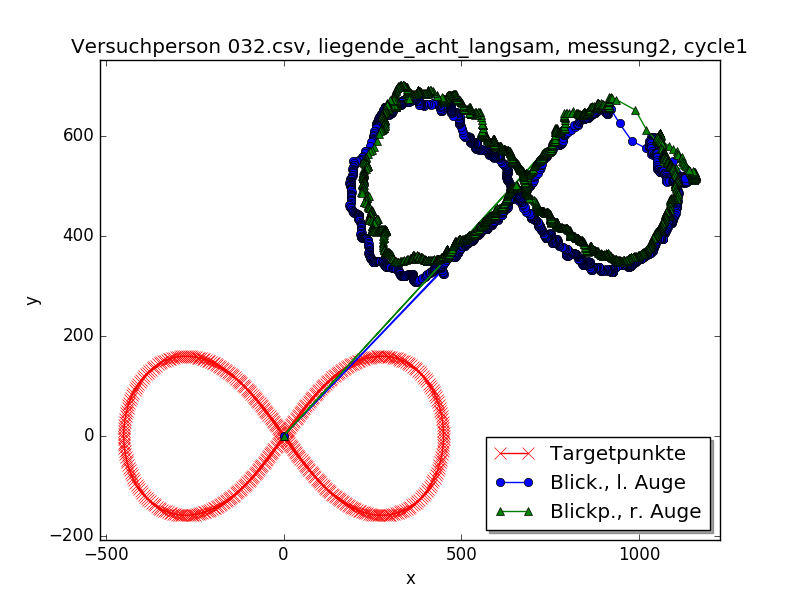 Versuchperson 032.csv, liegende_acht_langsam, messung2, cycle1
y
600
400
200
0
−200
−500
0
500
1000
x
Targetpunkte
Blick., l. Auge
Blickp., r. Auge